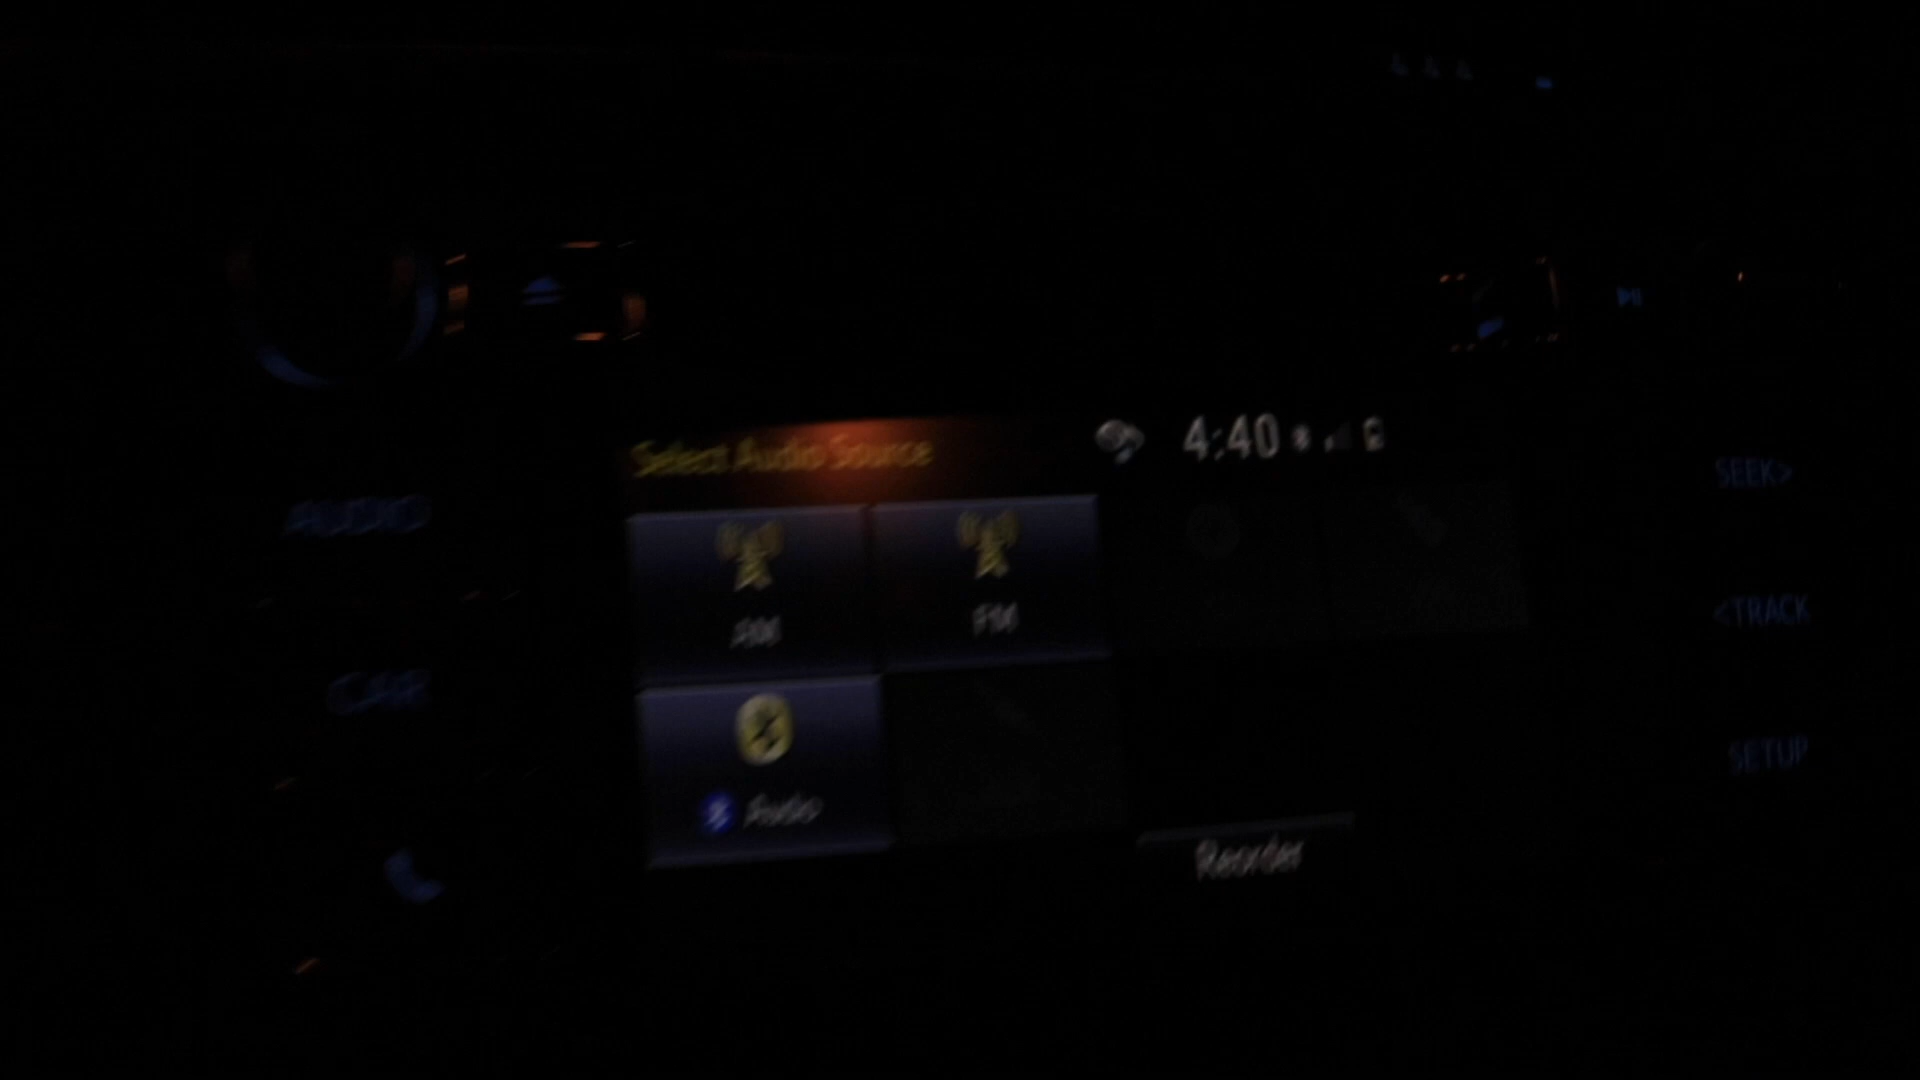 Select Audio Source
4:40
AUDIO
SEEK>
AM
FM
<TRACK
CAR
SETUP
Audio
Reorder